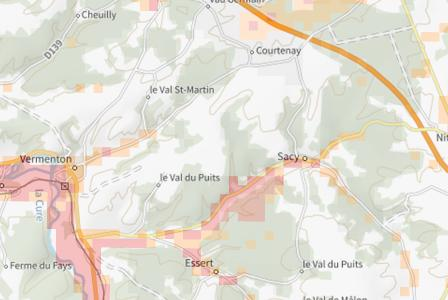 Cheuilly
Courtenay
D139
le Val St-Martin
Vermenton
Sacy
le Val du Puits
la Cure
Essert
Ferme du Pays
le Val du Puits